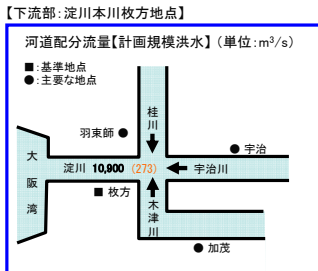 【下流部:淀川本川枚方地点】
河道配分流量【計画規模洪水】(単位:m³/s)
■:基準地点
●:主要な地点
羽束師 ●
桂川
● 宇治
大阪湾
淀川 10,900 (273)
宇治川
■ 枚方
木津川
● 加茂